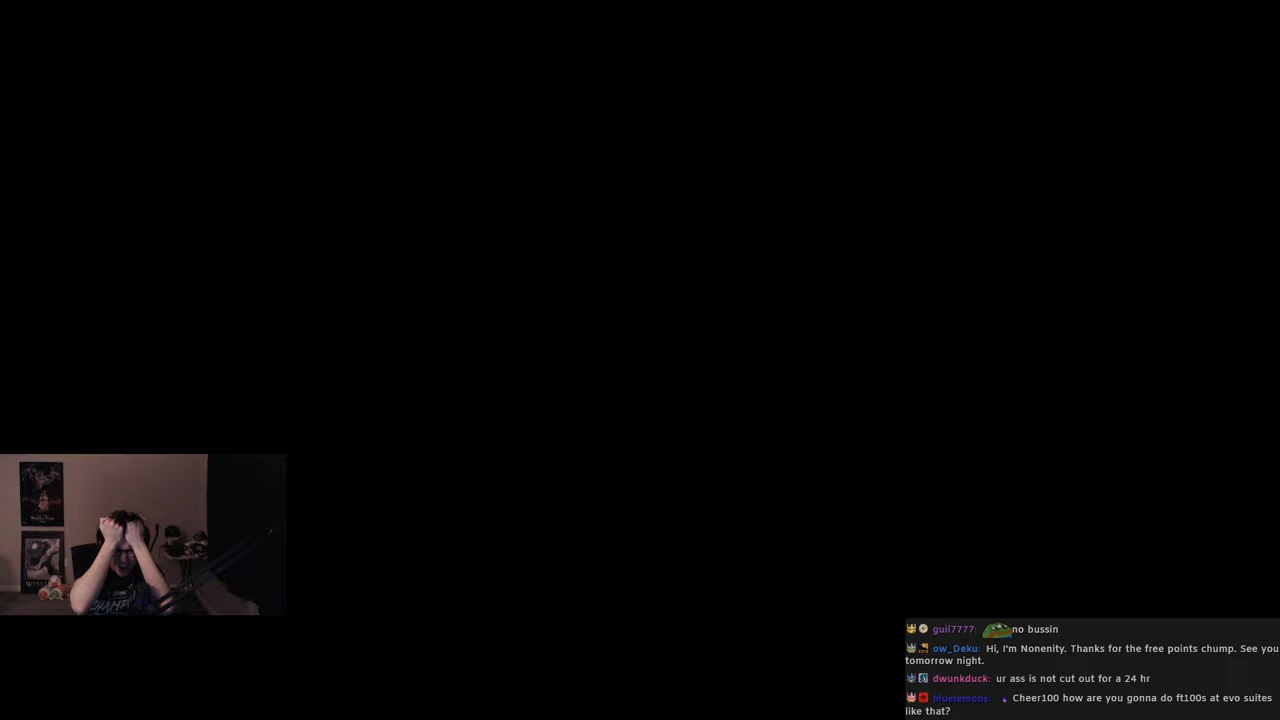 guil7777: no bussin
ow_Deku: Hi, I'm Nonenity. Thanks for the free points chump. See you
tomorrow night.
dwunkduck: ur ass is not cut out for a 24 hr
bluelemons: Cheer100 how are you gonna do ft100s at evo suites
like that?